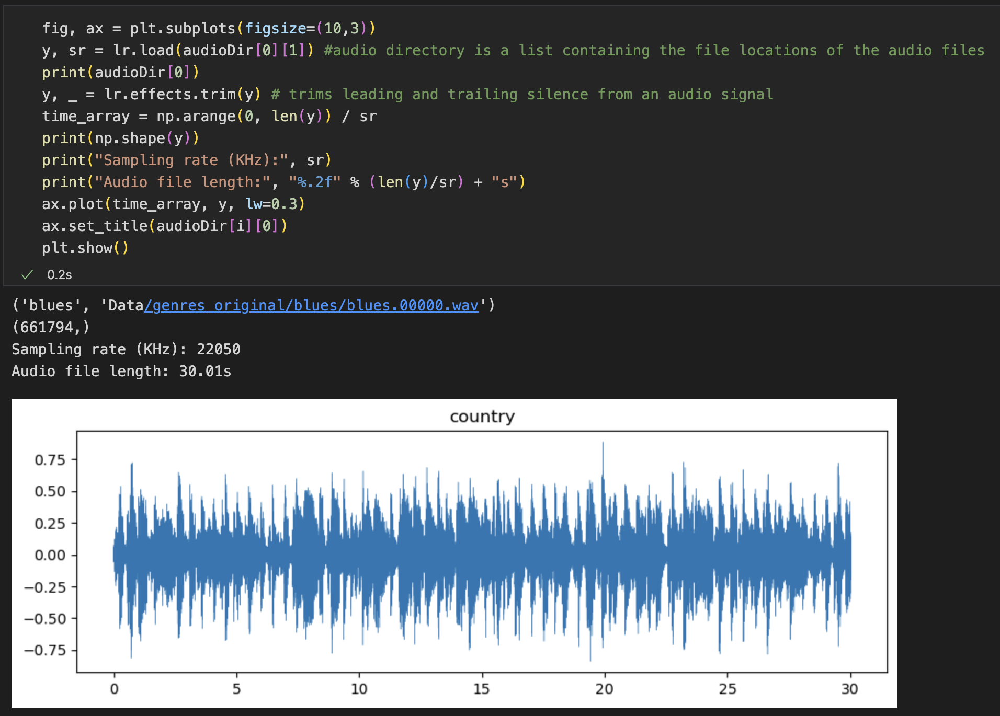 fig, ax = plt.subplots(figsize=(10,3))
y, sr = lr.load(audioDir[0][1]) #audio directory is a list containing the file locations of the audio files
print(audioDir[0])
y, _ = lr.effects.trim(y) # trims leading and trailing silence from an audio signal
time_array = np.arange(0, len(y)) / sr
print(np.shape(y))
print("Sampling rate (KHz):", sr)
print("Audio file length:", "%.2f" % (len(y)/sr) + "s")
ax.plot(time_array, y, lw=0.3)
ax.set_title(audioDir[i][0])
plt.show()
0.2s
('blues', 'Data/genres_original/blues/blues.00000.wav')
(661794,)
Sampling rate (KHz): 22050
Audio file length: 30.01s
country
0.75
0.50
0.25
0.00
−0.25
−0.50
−0.75
0 5 10 15 20 25 30